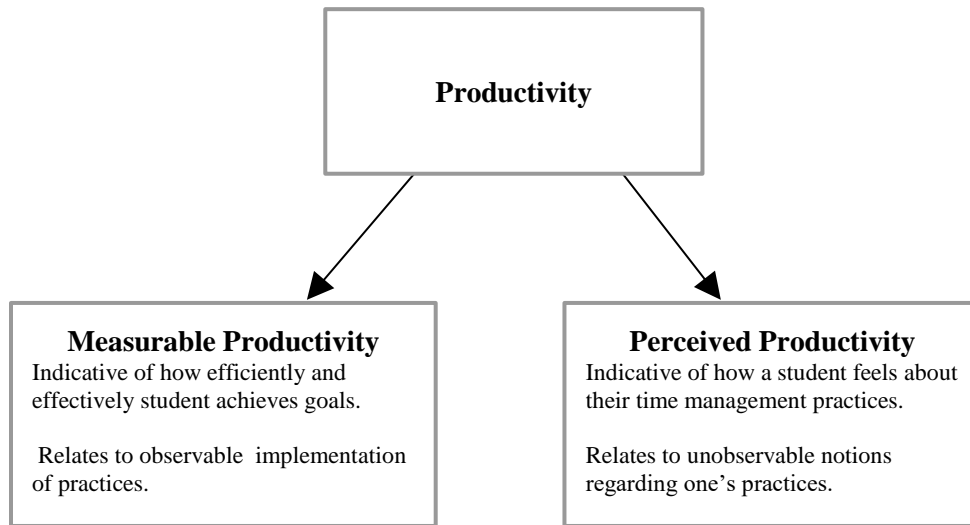 Productivity
Measurable Productivity
Indicative of how efficiently and
effectively student achieves goals.
Relates to observable implementation
of practices.
Perceived Productivity
Indicative of how a student feels about
their time management practices.
Relates to unobservable notions
regarding one’s practices.